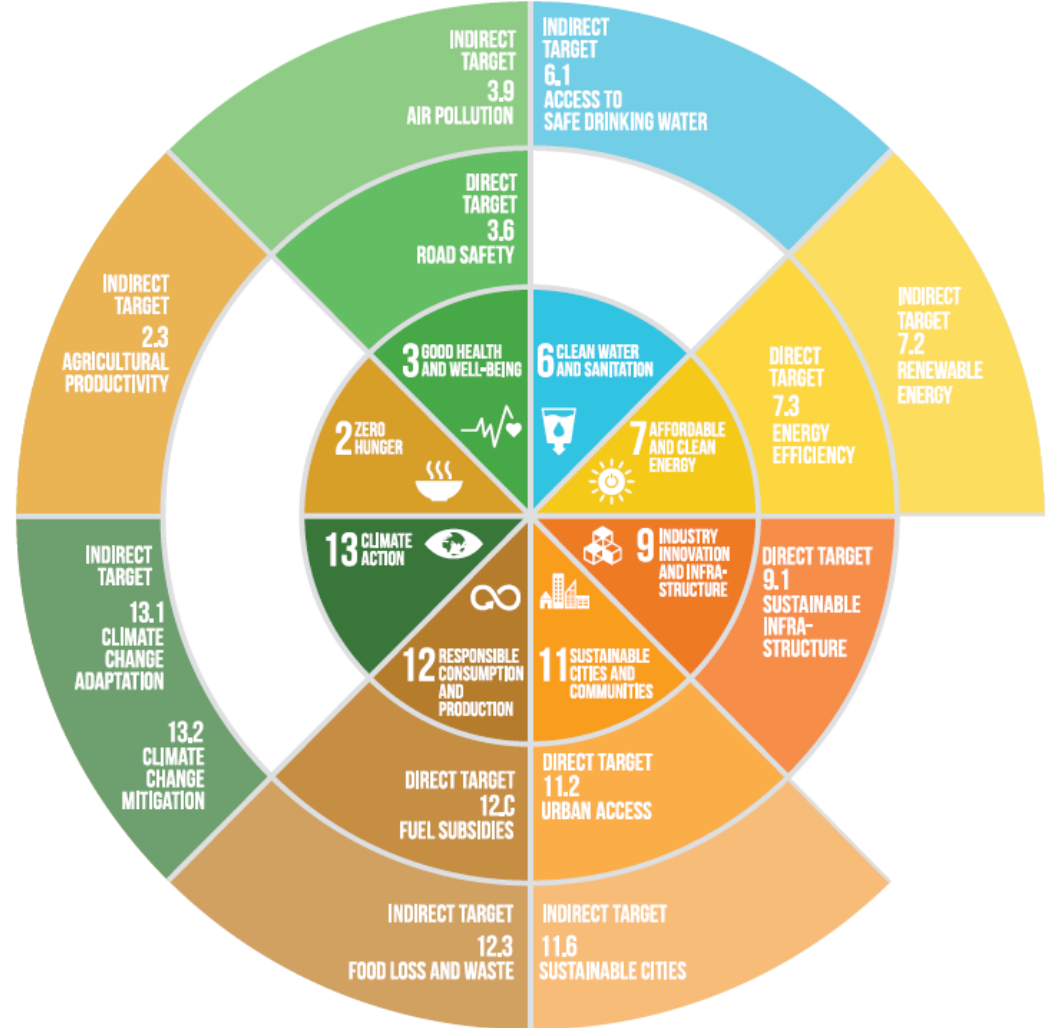 INDIRECT
TARGET
3.9
AIR POLLUTION
INDIRECT
TARGET
6.1
ACCESS TO
SAFE DRINKING WATER
DIRECT
TARGET
3.6
ROAD SAFETY
INDIRECT
TARGET
2.3
AGRICULTURAL
PRODUCTIVITY
INDIRECT
TARGET
7.2
RENEWABLE
ENERGY
DIRECT
TARGET
7.3
ENERGY
EFFICIENCY
3 GOOD HEALTH
AND WELL-BEING
6 CLEAN WATER
AND SANITATION
2 ZERO
HUNGER
7 AFFORDABLE
AND CLEAN
ENERGY
13 CLIMATE
ACTION
9 INDUSTRY
INNOVATION
AND INFRA-
STRUCTURE
DIRECT TARGET
9.1
SUSTAINABLE
INFRA-
STRUCTURE
INDIRECT
TARGET
13.1
CLIMATE
CHANGE
ADAPTATION
13.2
CLIMATE
CHANGE
MITIGATION
12 RESPONSIBLE
CONSUMPTION
AND
PRODUCTION
11 SUSTAINABLE
CITIES AND
COMMUNITIES
DIRECT TARGET
12.C
FUEL SUBSIDIES
DIRECT TARGET
11.2
URBAN ACCESS
INDIRECT TARGET
12.3
FOOD LOSS AND WASTE
INDIRECT TARGET
11.6
SUSTAINABLE CITIES